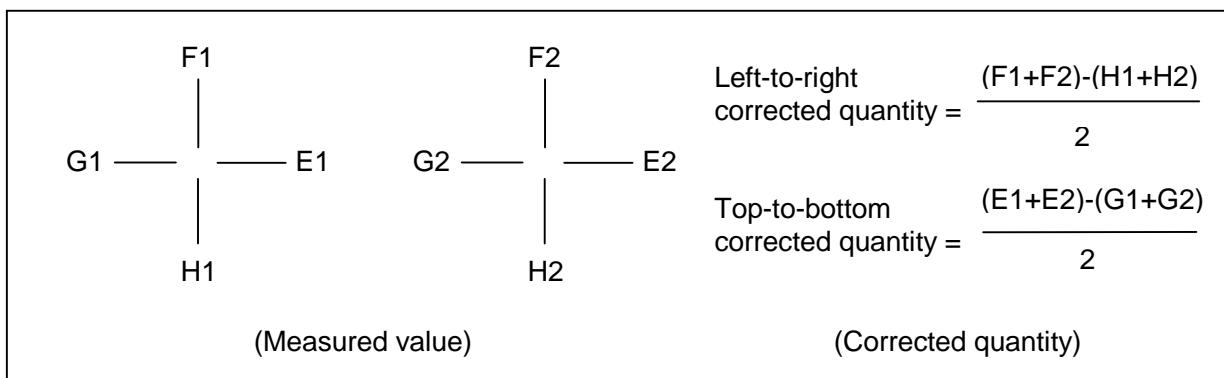 F1
G1
E1
H1
F2
G2
E2
H2
(Measured value)
Left-to-right
corrected quantity = (F1+F2)-(H1+H2)
2
Top-to-bottom
corrected quantity = (E1+E2)-(G1+G2)
2
(Corrected quantity)